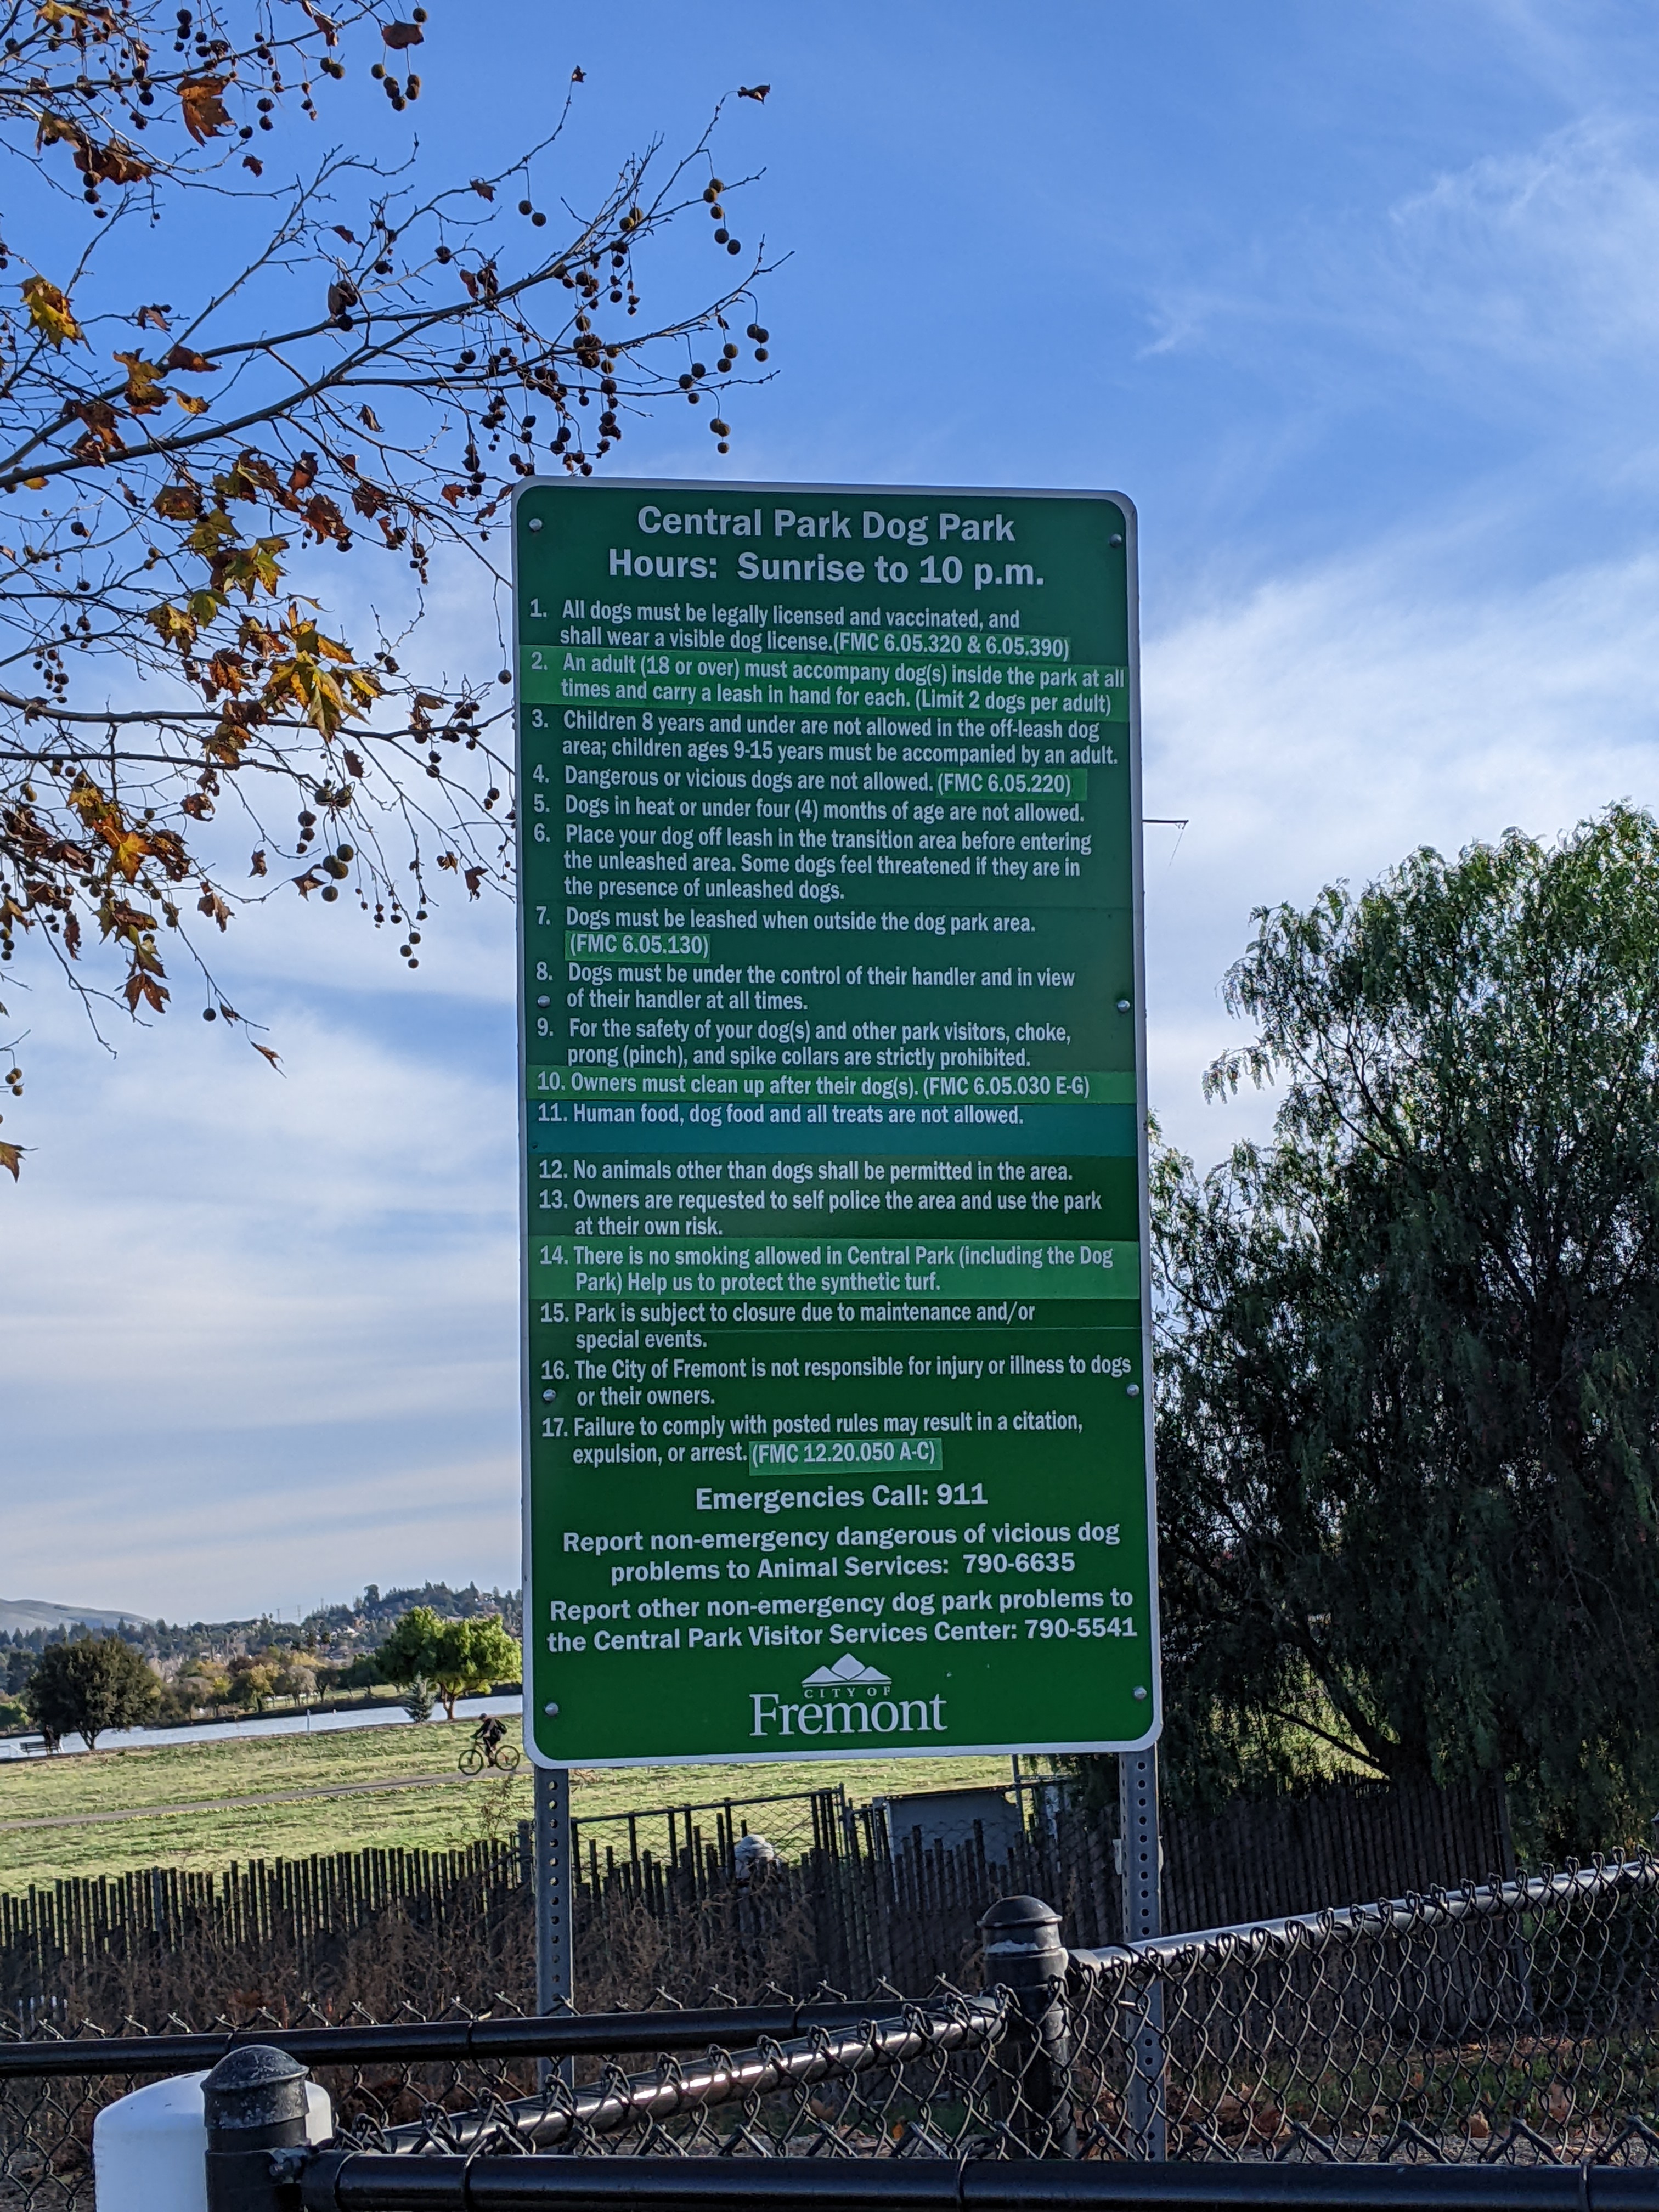 Central Park Dog Park
Hours: Sunrise to 10 p.m.
1. All dogs must be legally licensed and vaccinated, and
shall wear a visible dog license.(FMC 6.05.320 & 6.05.390)
2. An adult (18 or over) must accompany dog(s) inside the park at all
times and carry a leash in hand for each. (Limit 2 dogs per adult)
3. Children 8 years and under are not allowed in the off-leash dog
area; children ages 9-15 years must be accompanied by an adult.
4. Dangerous or vicious dogs are not allowed. (FMC 6.05.220)
5. Dogs in heat or under four (4) months of age are not allowed.
6. Place your dog off leash in the transition area before entering
the unleashed area. Some dogs feel threatened if they are in
the presence of unleashed dogs.
7. Dogs must be leashed when outside the dog park area.
(FMC 6.05.130)
8. Dogs must be under the control of their handler and in view
of their handler at all times.
9. For the safety of your dog(s) and other park visitors, choke,
prong (pinch), and spike collars are strictly prohibited.
10. Owners must clean up after their dog(s). (FMC 6.05.030 E-G)
11. Human food, dog food and all treats are not allowed.
12. No animals other than dogs shall be permitted in the area.
13. Owners are requested to self police the area and use the park
at their own risk.
14. There is no smoking allowed in Central Park (including the Dog
Park) Help us to protect the synthetic turf.
15. Park is subject to closure due to maintenance and/or
special events.
16. The City of Fremont is not responsible for injury or illness to dogs
or their owners.
17. Failure to comply with posted rules may result in a citation,
expulsion, or arrest. (FMC 12.20.050 A-C)
Emergencies Call: 911
Report non-emergency dangerous of vicious dog
problems to Animal Services: 790-6635
Report other non-emergency dog park problems to
the Central Park Visitor Services Center: 790-5541
CITY OF
Fremont